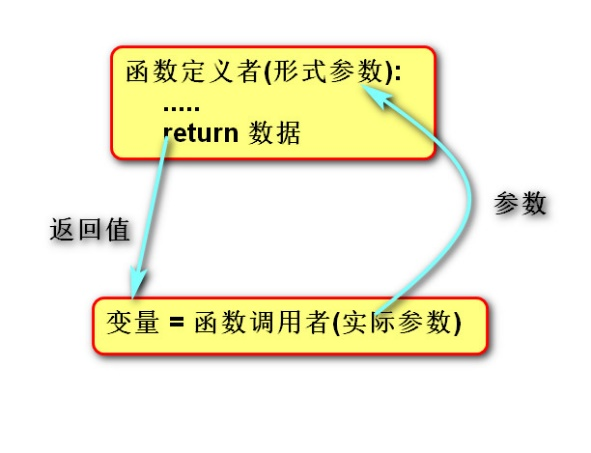 函数定义者(形式参数):
.....
return 数据
返回值
参数
变量 = 函数调用者(实际参数)